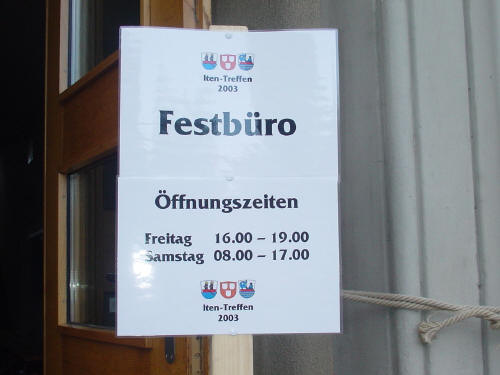 Iten-Treffen
2003
Festbüro
Öffnungszeiten
Freitag 16.00 – 19.00
Samstag 08.00 – 17.00
Iten-Treffen
2003